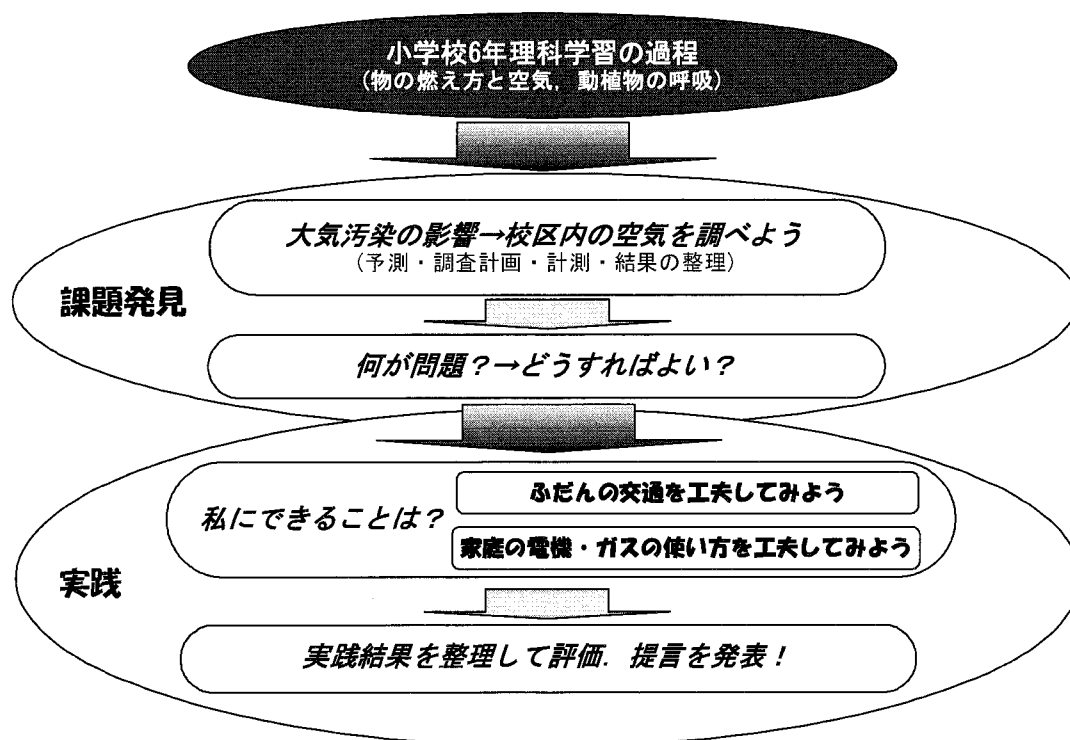 小学校6年理科学習の過程
(物の燃え方と空気，動植物の呼吸)
大気汚染の影響→校区内の空気を調べよう
(予測・調査計画・計測・結果の整理)
課題発見
何が問題？→どうすればよい？
ふだんの交通を工夫してみよう
私にできることは？
家庭の電機・ガスの使い方を工夫してみよう
実践
実践結果を整理して評価．提言を発表！